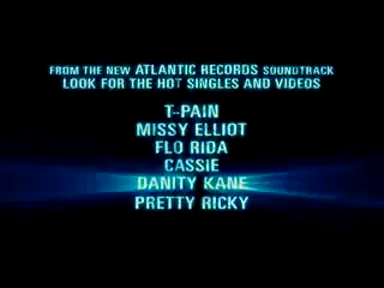 FROM THE NEW ATLANTIC RECORDS SOUNDTRACK
LOOK FOR THE HOT SINGLES AND VIDEOS
T-PAIN
MISSY ELLIOT
FLO RIDA
CASSIE
DANITY KANE
PRETTY RICKY